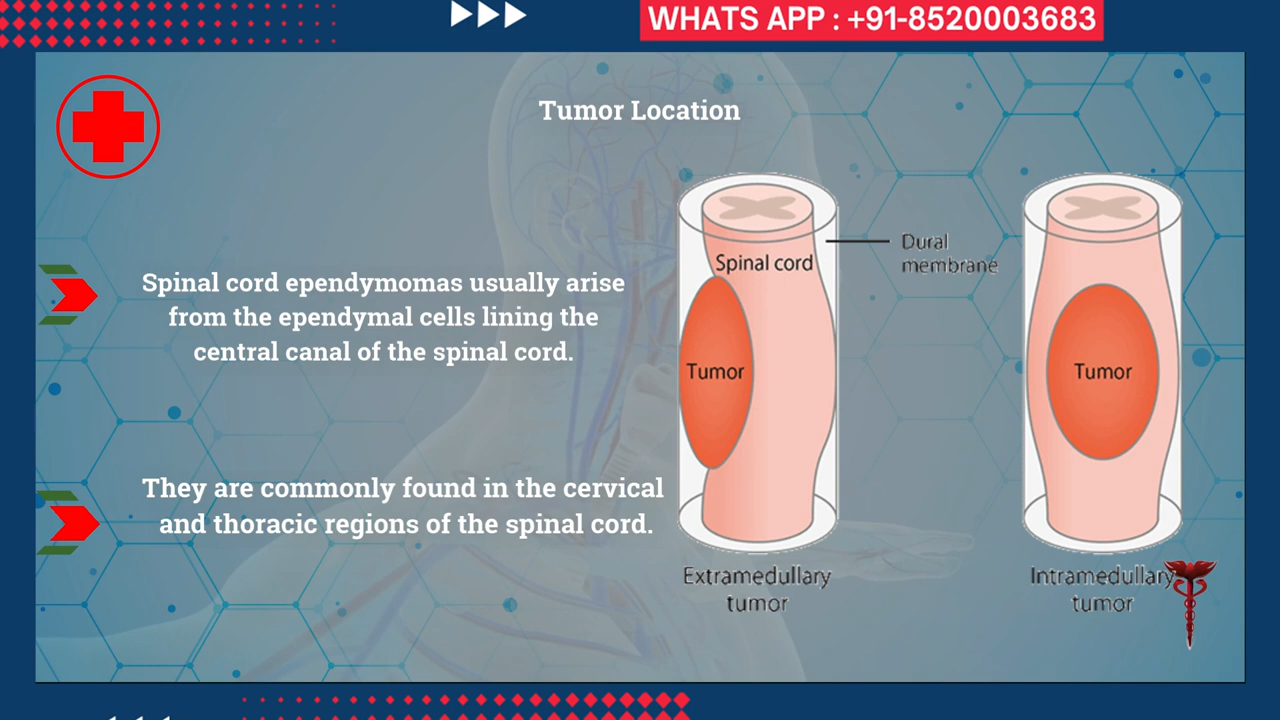 WHATS APP : +91-8520003683
Tumor Location
Spinal cord ependymomas usually arise
from the ependymal cells lining the
central canal of the spinal cord.
They are commonly found in the cervical
and thoracic regions of the spinal cord.
Spinal cord
Dural
membrane
Tumor
Tumor
Extramedullary
tumor
Intramedullary
tumor